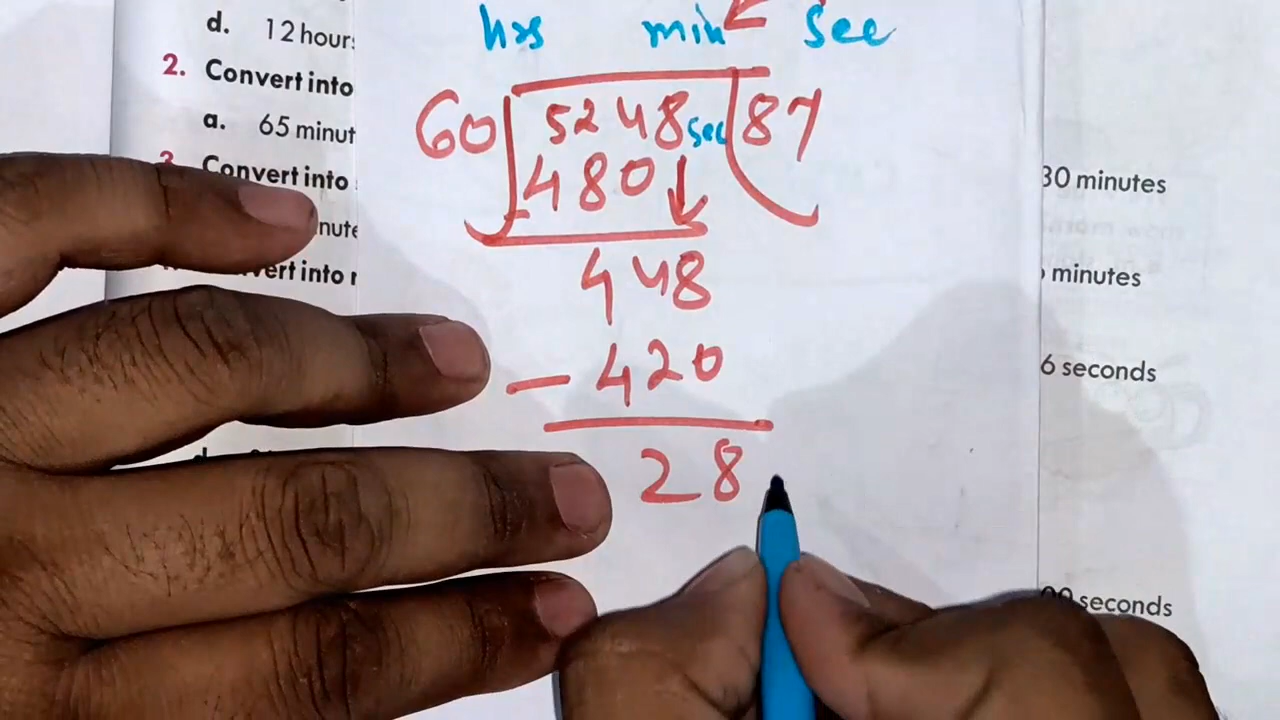 hrs min sec
d. 12 hour
2. Convert into
60 5248 sec 87
a. 65 minut
480
3. Convert into
30 minutes
nute
448
vert into
minutes
- 420
6 seconds
28
seconds